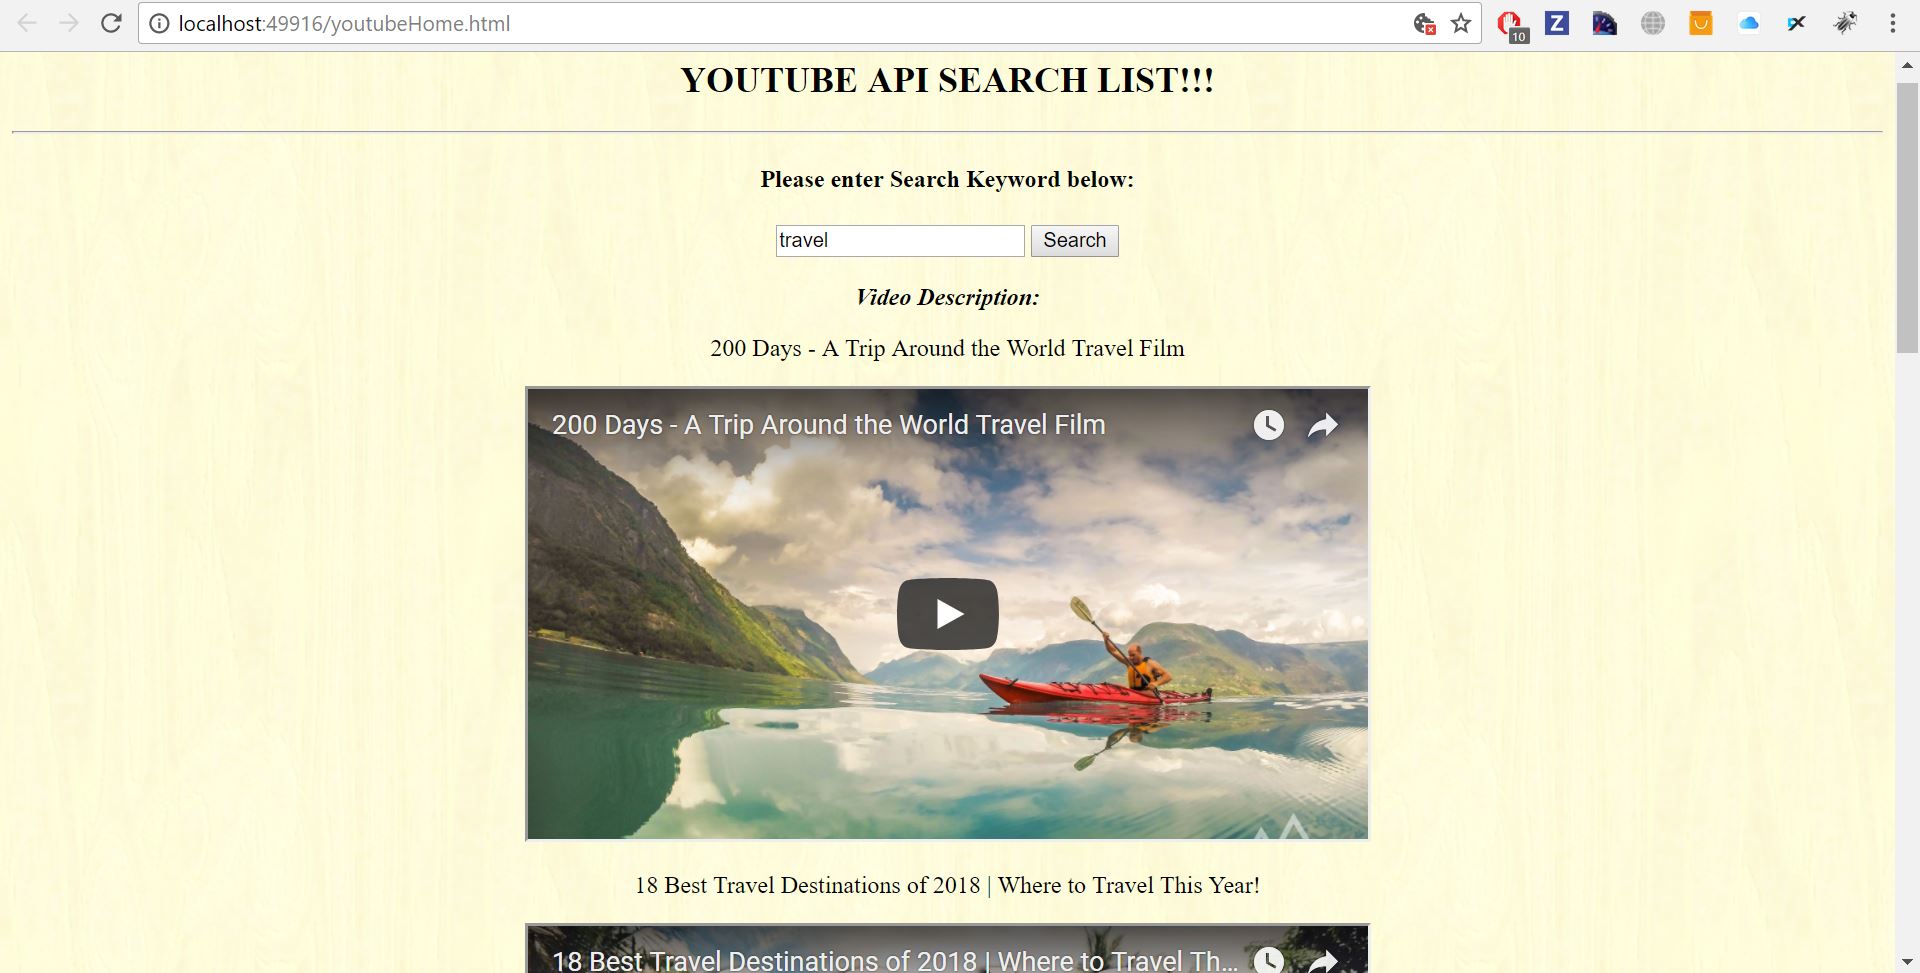 localhost:49916/youtubeHome.html
10
Z
YOUTUBE API SEARCH LIST!!!
Please enter Search Keyword below:
travel Search
Video Description:
200 Days - A Trip Around the World Travel Film
200 Days - A Trip Around the World Travel Film
18 Best Travel Destinations of 2018 | Where to Travel This Year!
18 Best Travel Destinations of 2018 | Where to Travel Th...